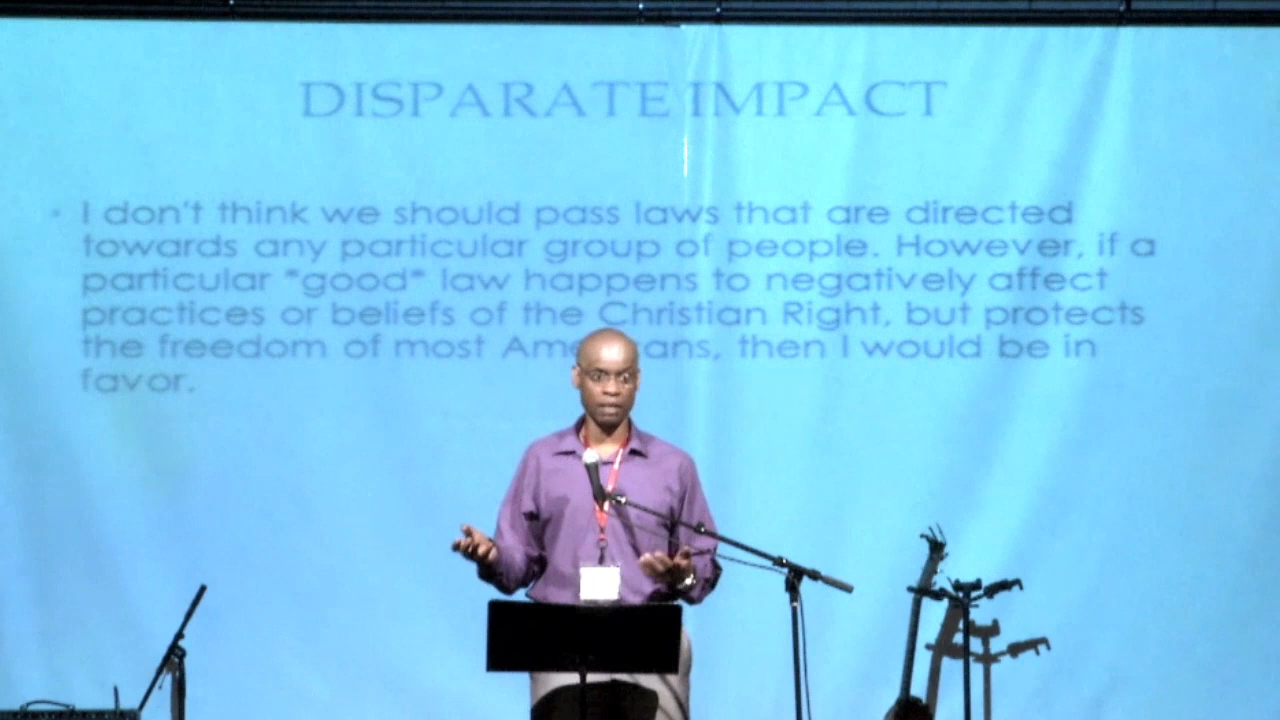 DISPARATE IMPACT
• I don't think we should pass laws that are directed
towards any particular group of people. However, if a
particular "good" law happens to negatively affect
practices or beliefs of the Christian Right, but protects
the freedom of most Americans, then I would be in
favor.